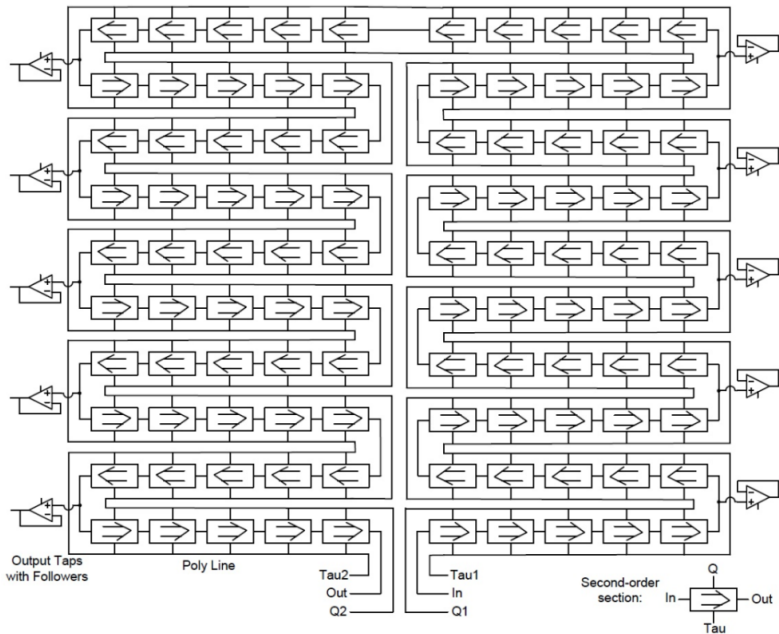 Output Taps
with Followers
Poly Line
Tau2
Out
Q2
Tau1
In
Q1
Second-order
section:
Q
In
Out
Tau